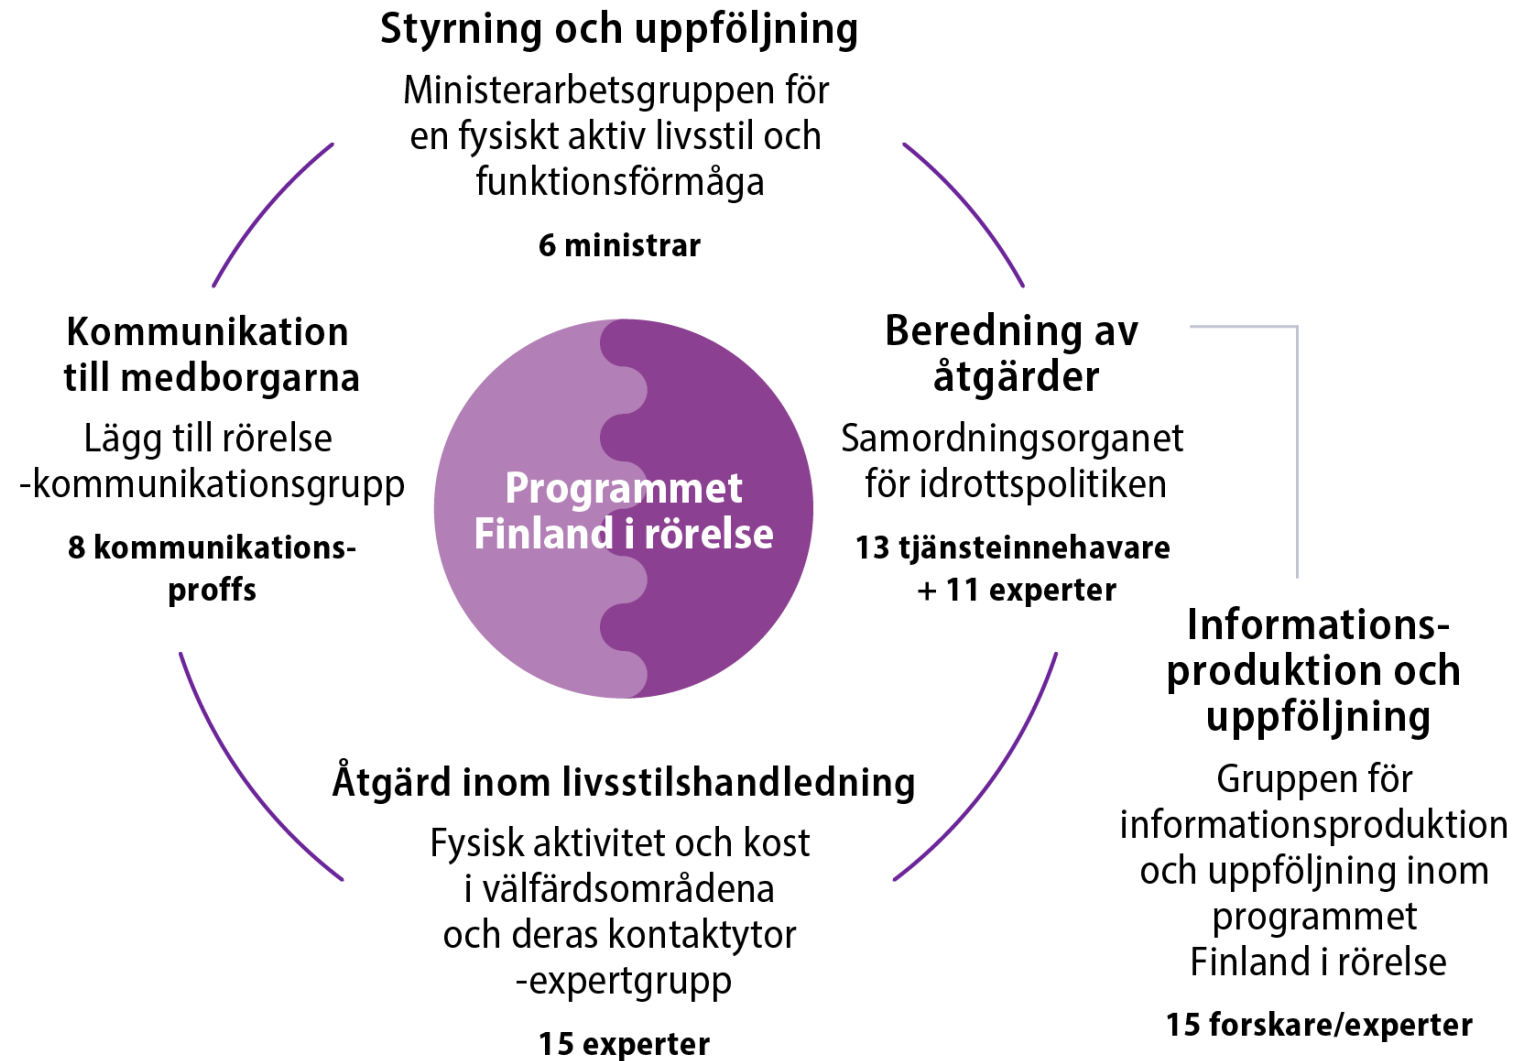 Styrning och uppföljning
Ministerarbetsgruppen för
en fysiskt aktiv livsstil och
funktionsförmåga
6 ministrar
Kommunikation
till medborgarna
Lägg till rörelse
-kommunikationsgrupp
8 kommunikations-
proffs
Programmet
Finland i rörelse
Beredning av
åtgärder
Samordningsorganet
för idrottspolitiken
13 tjänsteinnehavare
+ 11 experter
Informations-
produktion och
uppföljning
Gruppen för
informationsproduktion
och uppföljning inom
programmet
Finland i rörelse
15 forskare/experter
Åtgärd inom livsstilshandledning
Fysisk aktivitet och kost
i välfärdsområdena
och deras kontaktytor
-expertgrupp
15 experter